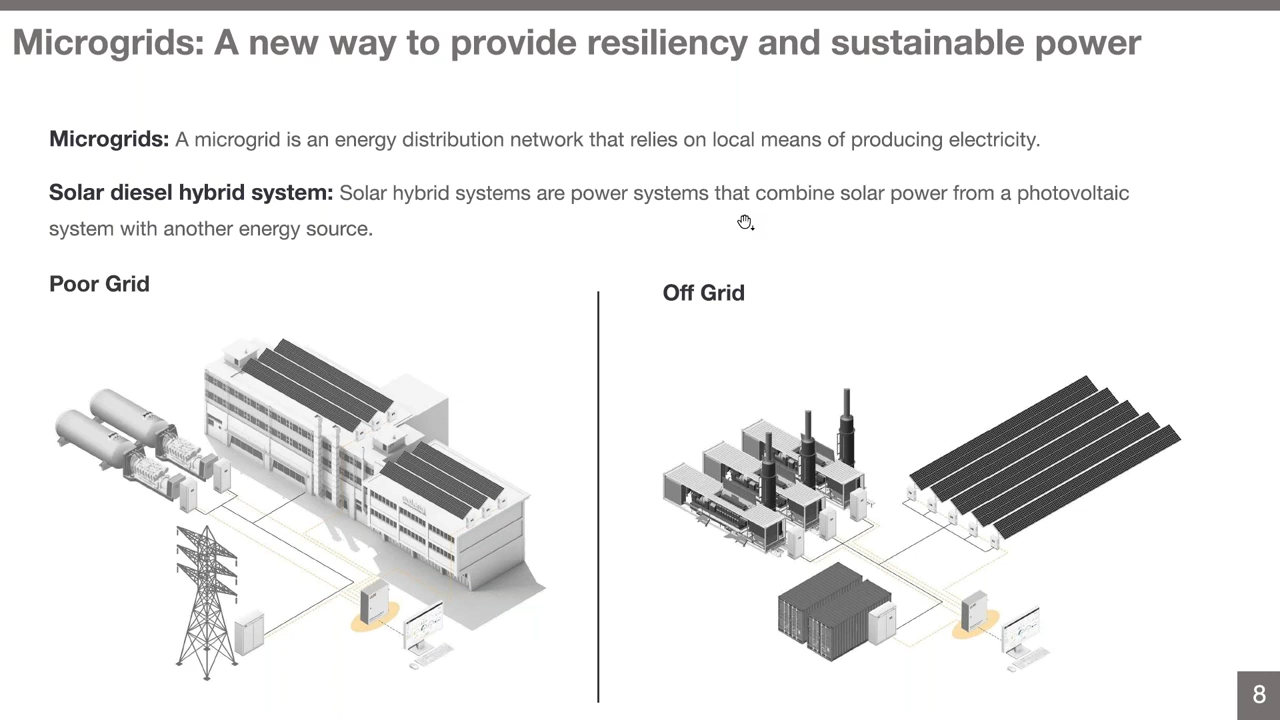 Microgrids: A new way to provide resiliency and sustainable power
Microgrids: A microgrid is an energy distribution network that relies on local means of producing electricity.
Solar diesel hybrid system: Solar hybrid systems are power systems that combine solar power from a photovoltaic
system with another energy source.
Poor Grid
Off Grid
8